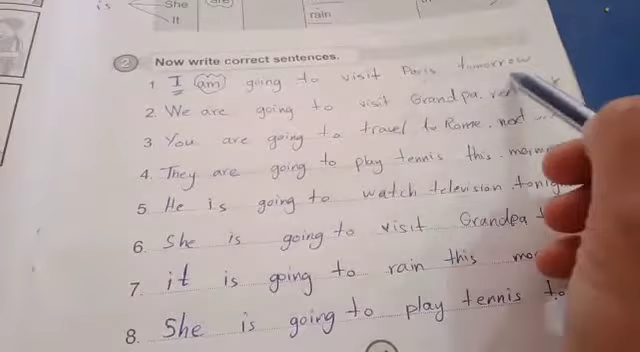 is She
It
rain
2 Now write correct sentences.
1. I am going to visit Paris tomorrow
2. We are going to visit Grandpa.
3 You are going to travel to Rome. next
4. They are going to play tennis this
5. He is going to watch television
6. She is going to visit Grandpa
7. it is going to rain this
8. She is going to play tennis